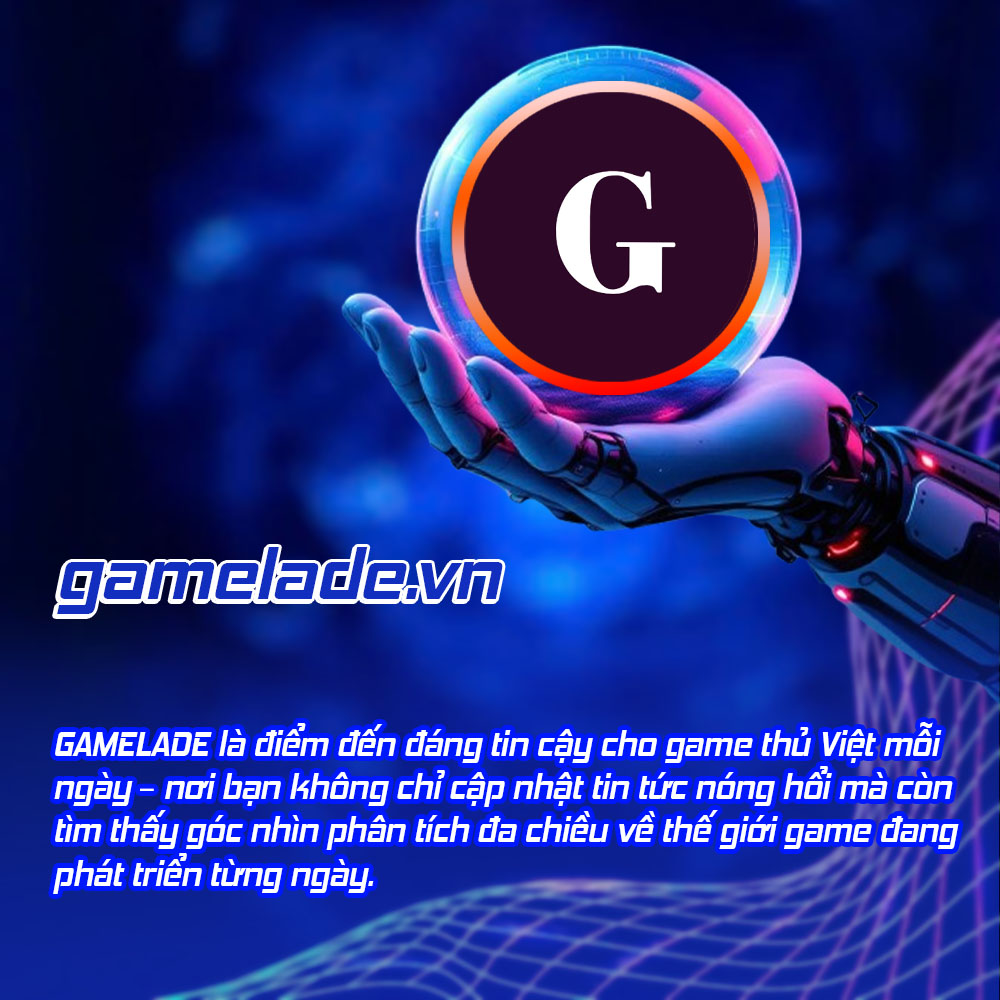 G
gamelade.vn
GAMELADE là điểm đến đáng tin cậy cho game thủ Việt mỗi
ngày – nơi bạn không chỉ cập nhật tin tức nóng hổi mà còn
tìm thấy góc nhìn phân tích đa chiều về thế giới game đang
phát triển từng ngày.